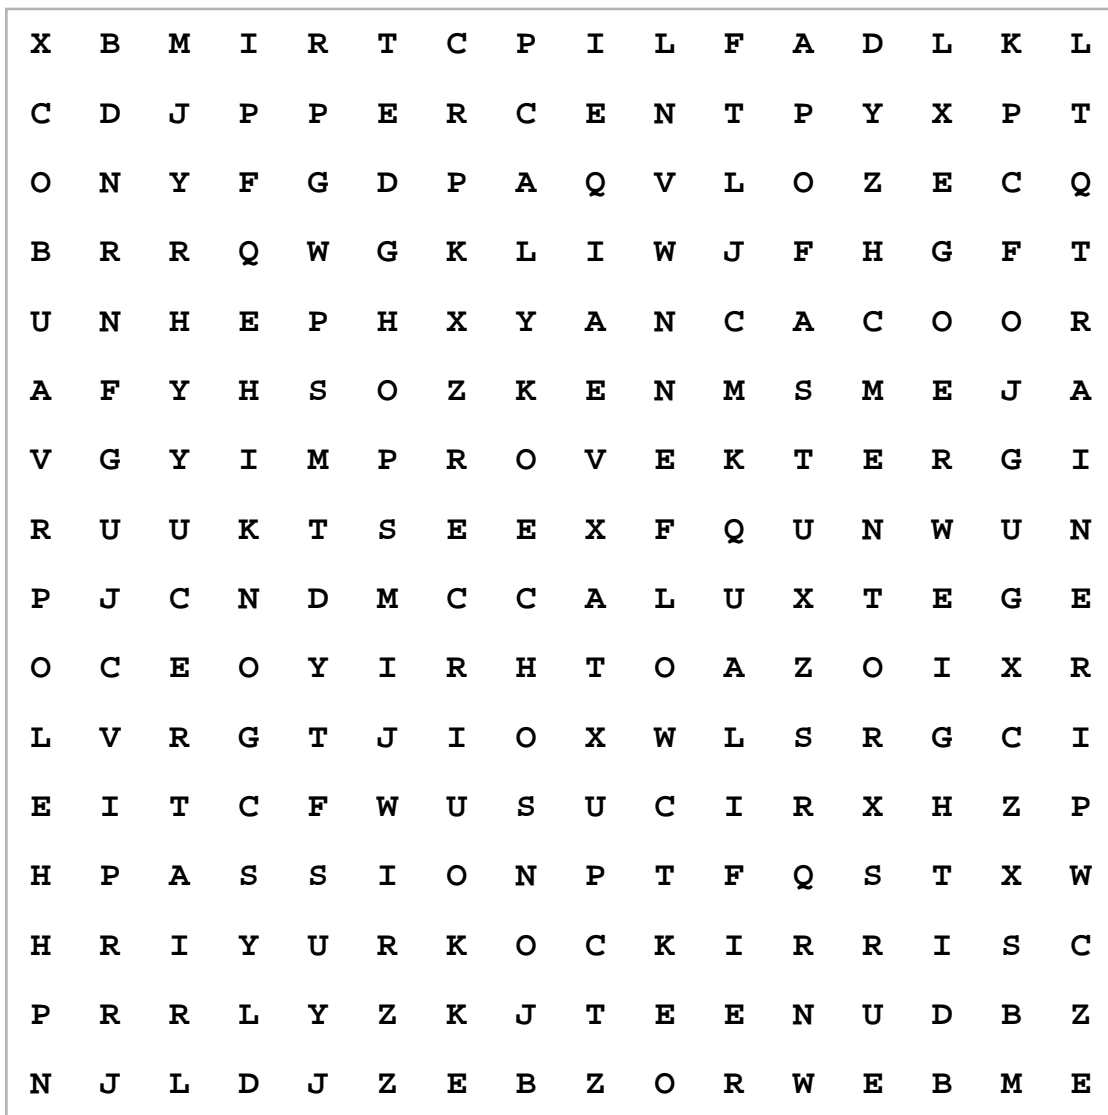 X B M I R T C P I L F A D L K L
C D J P P E R C E N T P Y X P T
O N Y F G D P A Q V L O Z E C Q
B R R Q W G K L I W J F H G F T
U N H E P H X Y A N C A C O O R
A F Y H S O Z K E N M S M E J A
V G Y I M P R O V E K T E R G I
R U U K T S E E X F Q U N W U N
P J C N D M C C A L U X T E G E
O C E O Y I R H T O A Z O I X R
L V R G T J I O X W L S R G C I
E I T C F W U S U C I R X H Z P
H P A S S I O N P T F Q S T X W
H R I Y U R K O C K I R R I S C
P R R L Y Z K J T E E N U D B Z
N J L D J Z E B Z O R W E B M E